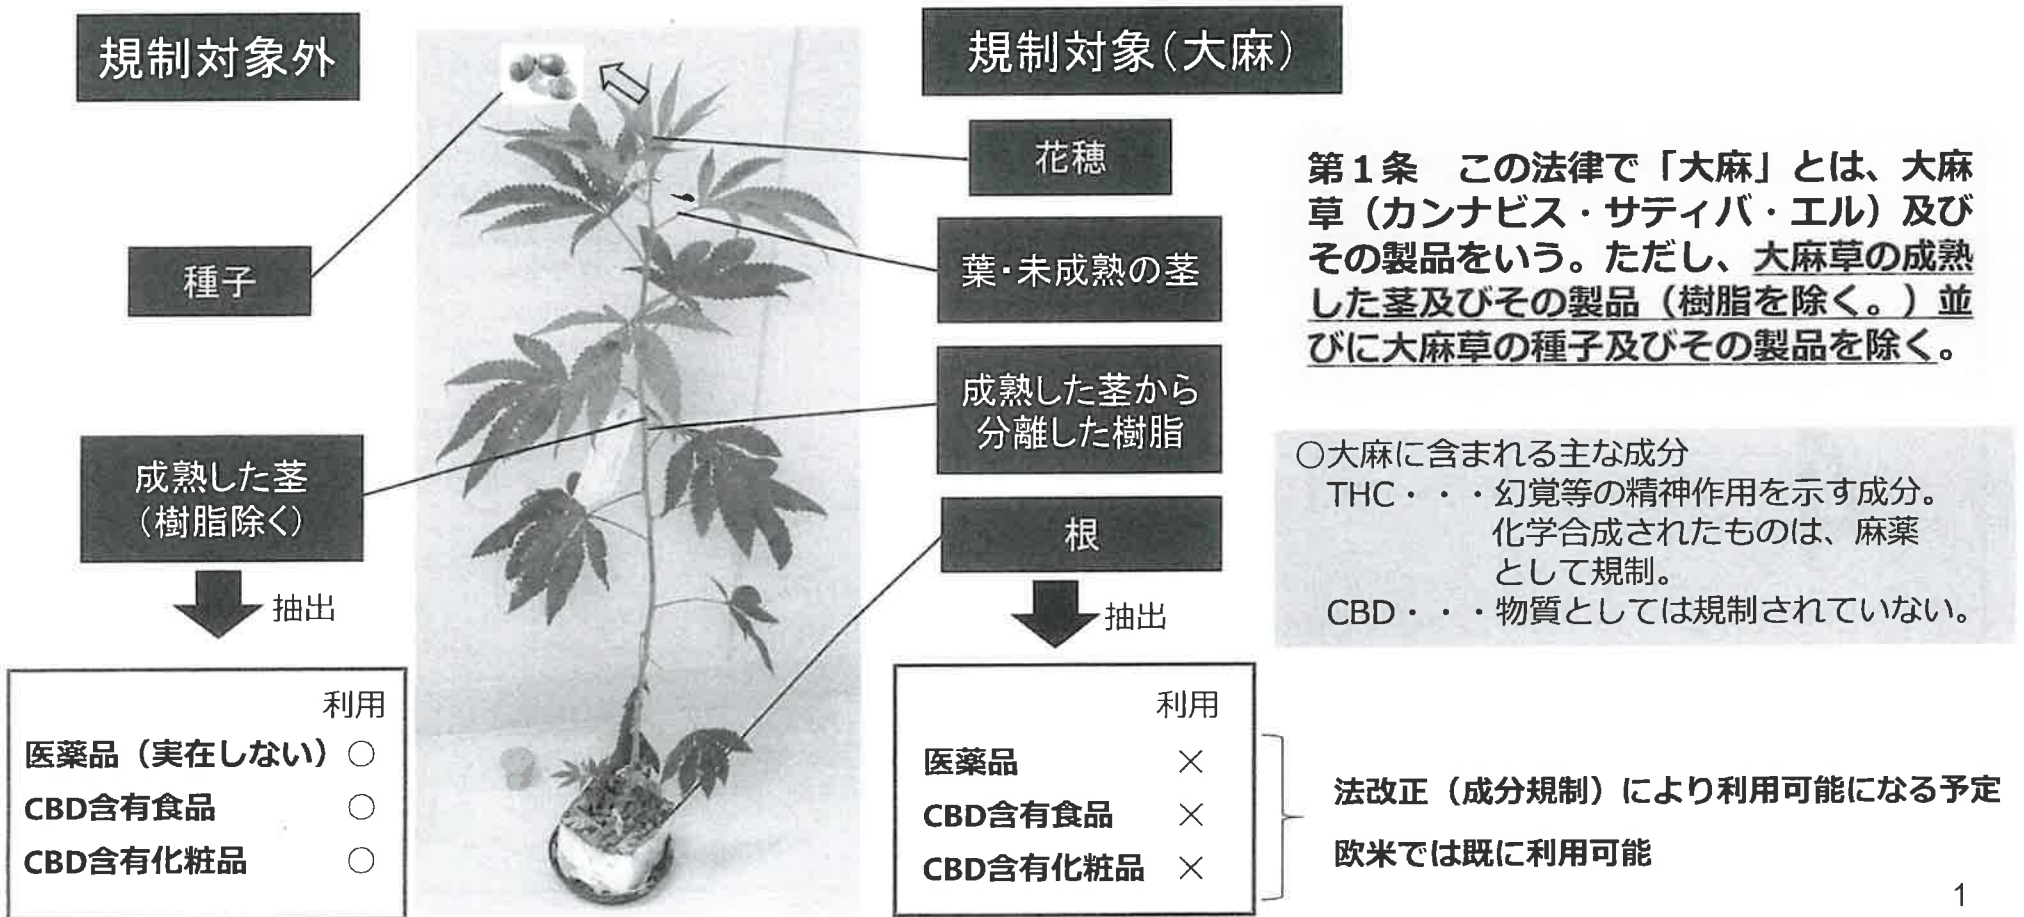 規制対象外
種子
成熟した茎
（樹脂除く）
抽出
利用
医薬品（実在しない）○
CBD含有食品 ○
CBD含有化粧品 ○
規制対象（大麻）
花穂
葉・未成熟の茎
成熟した茎から
分離した樹脂
根
抽出
利用
医薬品 ×
CBD含有食品 ×
CBD含有化粧品 ×
第１条　この法律で「大麻」とは、大麻
草（カンナビス・サティバ・エル）及び
その製品をいう。ただし、大麻草の成熟
した茎及びその製品（樹脂を除く。）並
びに大麻草の種子及びその製品を除く。
○大麻に含まれる主な成分
THC・・・幻覚等の精神作用を示す成分。
化学合成されたものは、麻薬
として規制。
CBD・・・物質としては規制されていない。
法改正（成分規制）により利用可能になる予定
欧米では既に利用可能
1